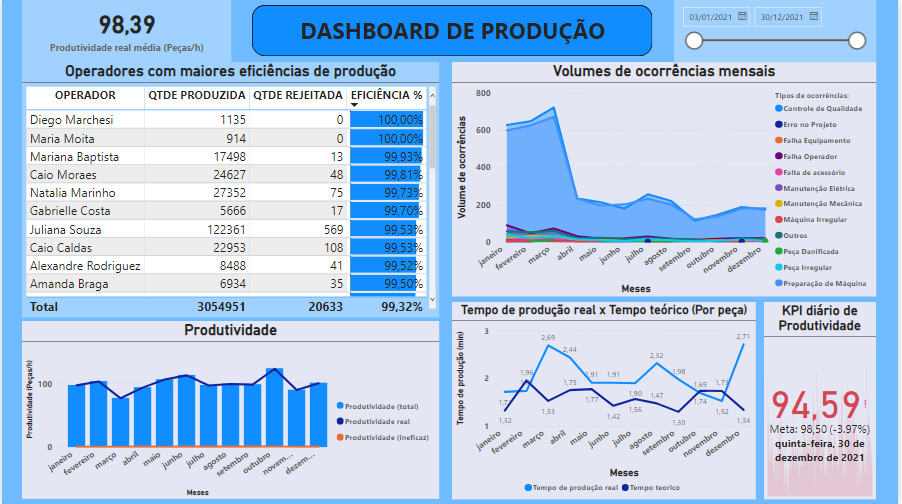 98,39
Produtividade real média (Peças/h)
DASHBOARD DE PRODUÇÃO
03/01/2021 30/12/2021
Operadores com maiores eficiências de produção
OPERADOR QTDE PRODUZIDA QTDE REJEITADA EFICIÊNCIA %
Diego Marchesi 1135 0 100,00%
Maria Moita 914 0 100,00%
Mariana Baptista 17498 13 99,93%
Caio Moraes 24627 48 99,81%
Natalia Marinho 27352 75 99,73%
Gabrielle Costa 5666 17 99,70%
Juliana Souza 122361 569 99,53%
Caio Caldas 22953 108 99,53%
Alexandre Rodriguez 8488 41 99,52%
Amanda Braga 6934 35 99,50%
Total 3054951 20633 99,32%
Volumes de ocorrências mensais
Volume de ocorrências
800
600
400
200
0
janeiro fevereiro março abril maio junho julho agosto setembro outubro novembro dezembro
Meses
Tipos de ocorrências:
Controle de Qualidade
Erro no Projeto
Falha Equipamento
Falha Operador
Falta de acessório
Manutenção Elétrica
Manutenção Mecânica
Máquina Irregular
Outros
Peça Danificada
Peça Irregular
Preparação de Máquina
Produtividade
Produtividade (Peças/h)
100
0
janeiro fevereiro março abril maio junho julho agosto setembro outubro novem... dezem...
Meses
Produtividade (total)
Produtividade real
Produtividade (ineficaz)
Tempo de produção real x Tempo teórico (Por peça)
Tempo de produção (min)
3
2
1
2,69 2,44 1,91 1,91 1,90 2,32 1,98 1,69 1,52 2,71
1,32 1,96 1,53 1,75 1,77 1,42 1,56 1,47 1,30 1,74 1,73 1,34
janeiro fevereiro março abril maio junho julho agosto setembro outubro novembro dezembro
Meses
Tempo de produção real Tempo teorico
KPI diário de
Produtividade
94,59!
Meta: 98,50 (-3.97%)
quinta-feira, 30 de
dezembro de 2021